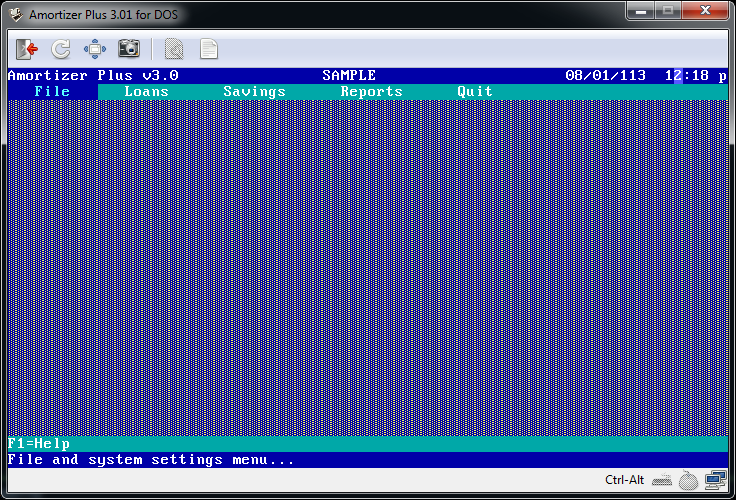 Amortizer Plus 3.01 for DOS
Amortizer Plus v3.0 SAMPLE 08/01/113 12:18 p
File Loans Savings Reports Quit
F1=Help
File and system settings menu...
Ctrl-Alt